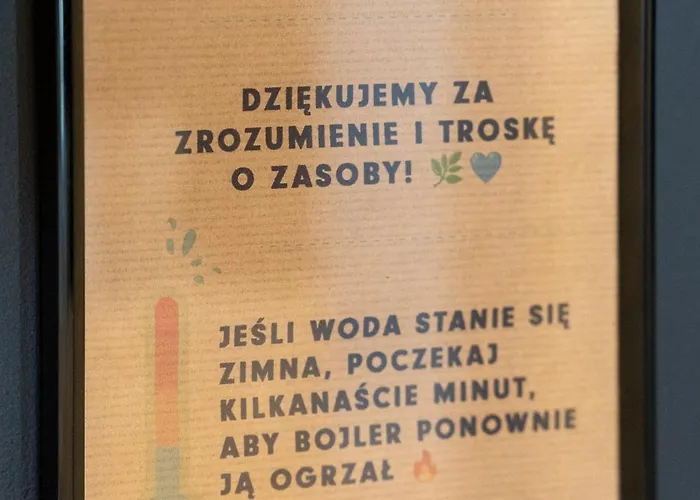 DZIĘKUJEMY ZA
ZROZUMIENIE I TROSKĘ
O ZASOBY! 🌿💙
JEŚLI WODA STANIE SIĘ
ZIMNA, POCZEKAJ
KILKANAŚCIE MINUT,
ABY BOJLER PONOWNIE
JĄ OGRZAŁ 🔥